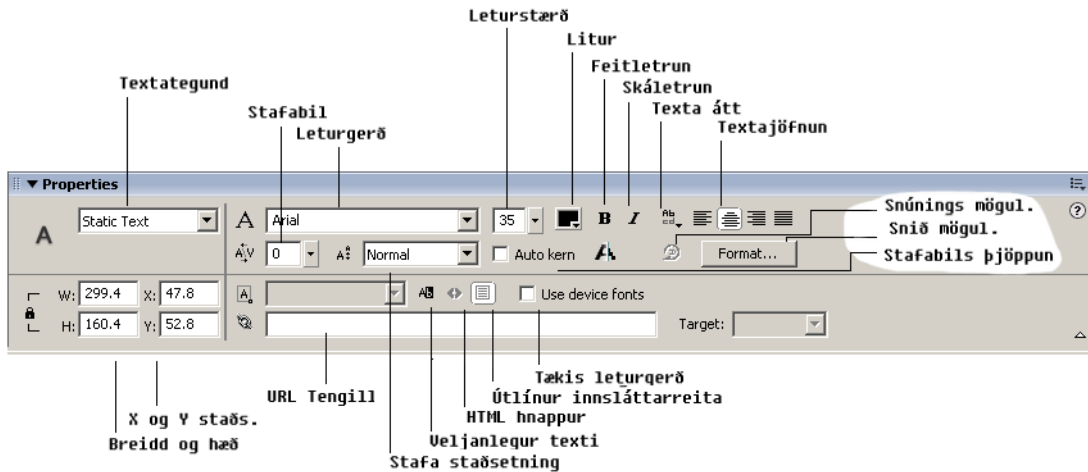 Leturstærð
Litur
Feitletrun
Skáletrun
Textategund
Texta átt
Stafabil
Textajöfnun
Leturgerð
Properties
Static Text
A Arial
35
B I
Snúnings mögul.
Snið mögul.
Stafabils þjöppun
A
0
Normal
Auto kern
Format...
W: 299.4 X: 47.8
Use device fonts
H: 160.4 Y: 52.8
Target:
Tækis leturgerð
URL Tengill
Útlínur innsláttarreita
X og Y staðs.
HTML hnappur
Breidd og hæð
Veljanlegur texti
Stafa staðsetning